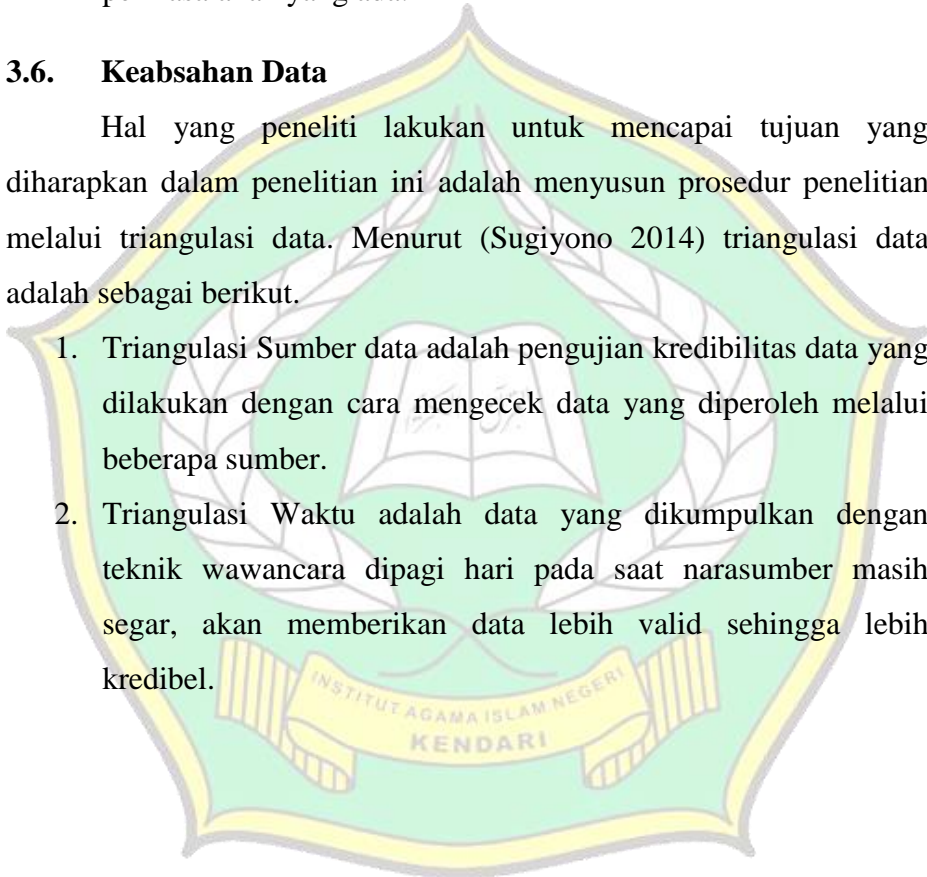 3.6. Keabsahan Data
Hal yang peneliti lakukan untuk mencapai tujuan yang
diharapkan dalam penelitian ini adalah menyusun prosedur penelitian
melalui triangulasi data. Menurut (Sugiyono 2014) triangulasi data
adalah sebagai berikut.
1. Triangulasi Sumber data adalah pengujian kredibilitas data yang
dilakukan dengan cara mengecek data yang diperoleh melalui
beberapa sumber.
2. Triangulasi Waktu adalah data yang dikumpulkan dengan
teknik wawancara dipagi hari pada saat narasumber masih
segar, akan memberikan data lebih valid sehingga lebih
kredibel.
INSTITUT AGAMA ISLAM NEGERI
KENDARI